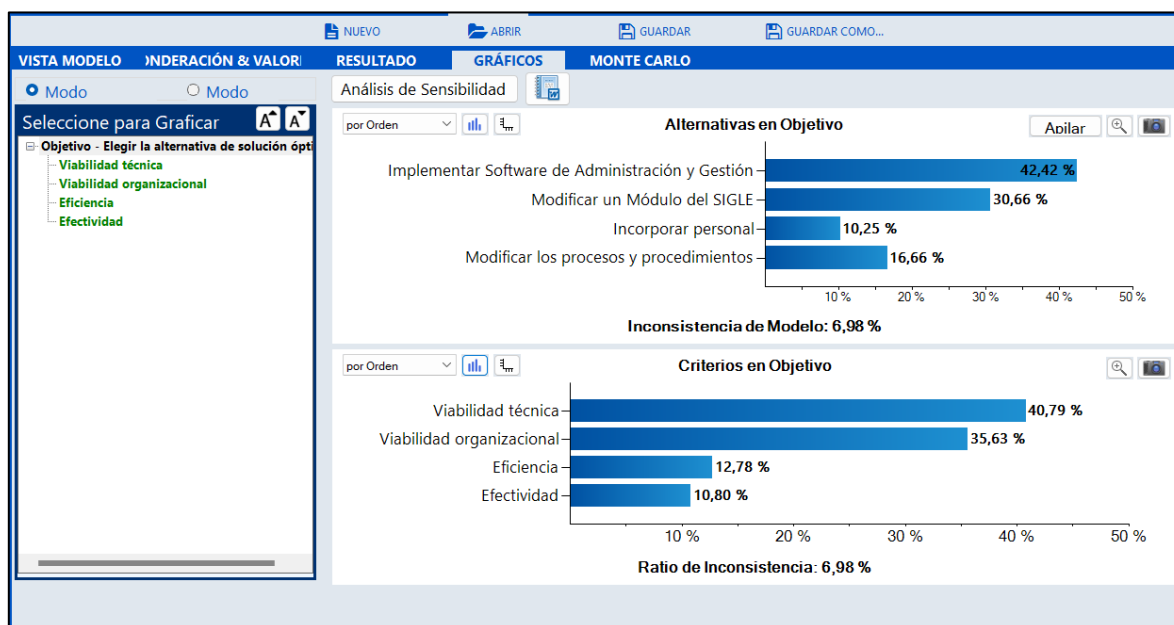 NUEVO
ABRIR
GUARDAR
GUARDAR COMO...
VISTA MODELO
ONDERACIÓN & VALORI
RESULTADO
GRÁFICOS
MONTE CARLO
Modo
Modo
Análisis de Sensibilidad
Seleccione para Graficar
A
A
Objetivo - Elegir la alternativa de solución ópti
Viabilidad técnica
Viabilidad organizacional
Eficiencia
Efectividad
por Orden
Alternativas en Objetivo
Apilar
Implementar Software de Administración y Gestión
42,42 %
Modificar un Módulo del SIGLE
30,66 %
Incorporar personal
10,25 %
Modificar los procesos y procedimientos
16,66 %
10 % 20 % 30 % 40 % 50 %
Inconsistencia de Modelo: 6,98 %
por Orden
Criterios en Objetivo
Viabilidad técnica
40,79 %
Viabilidad organizacional
35,63 %
Eficiencia
12,78 %
Efectividad
10,80 %
10 % 20 % 30 % 40 % 50 %
Ratio de Inconsistencia: 6,98 %